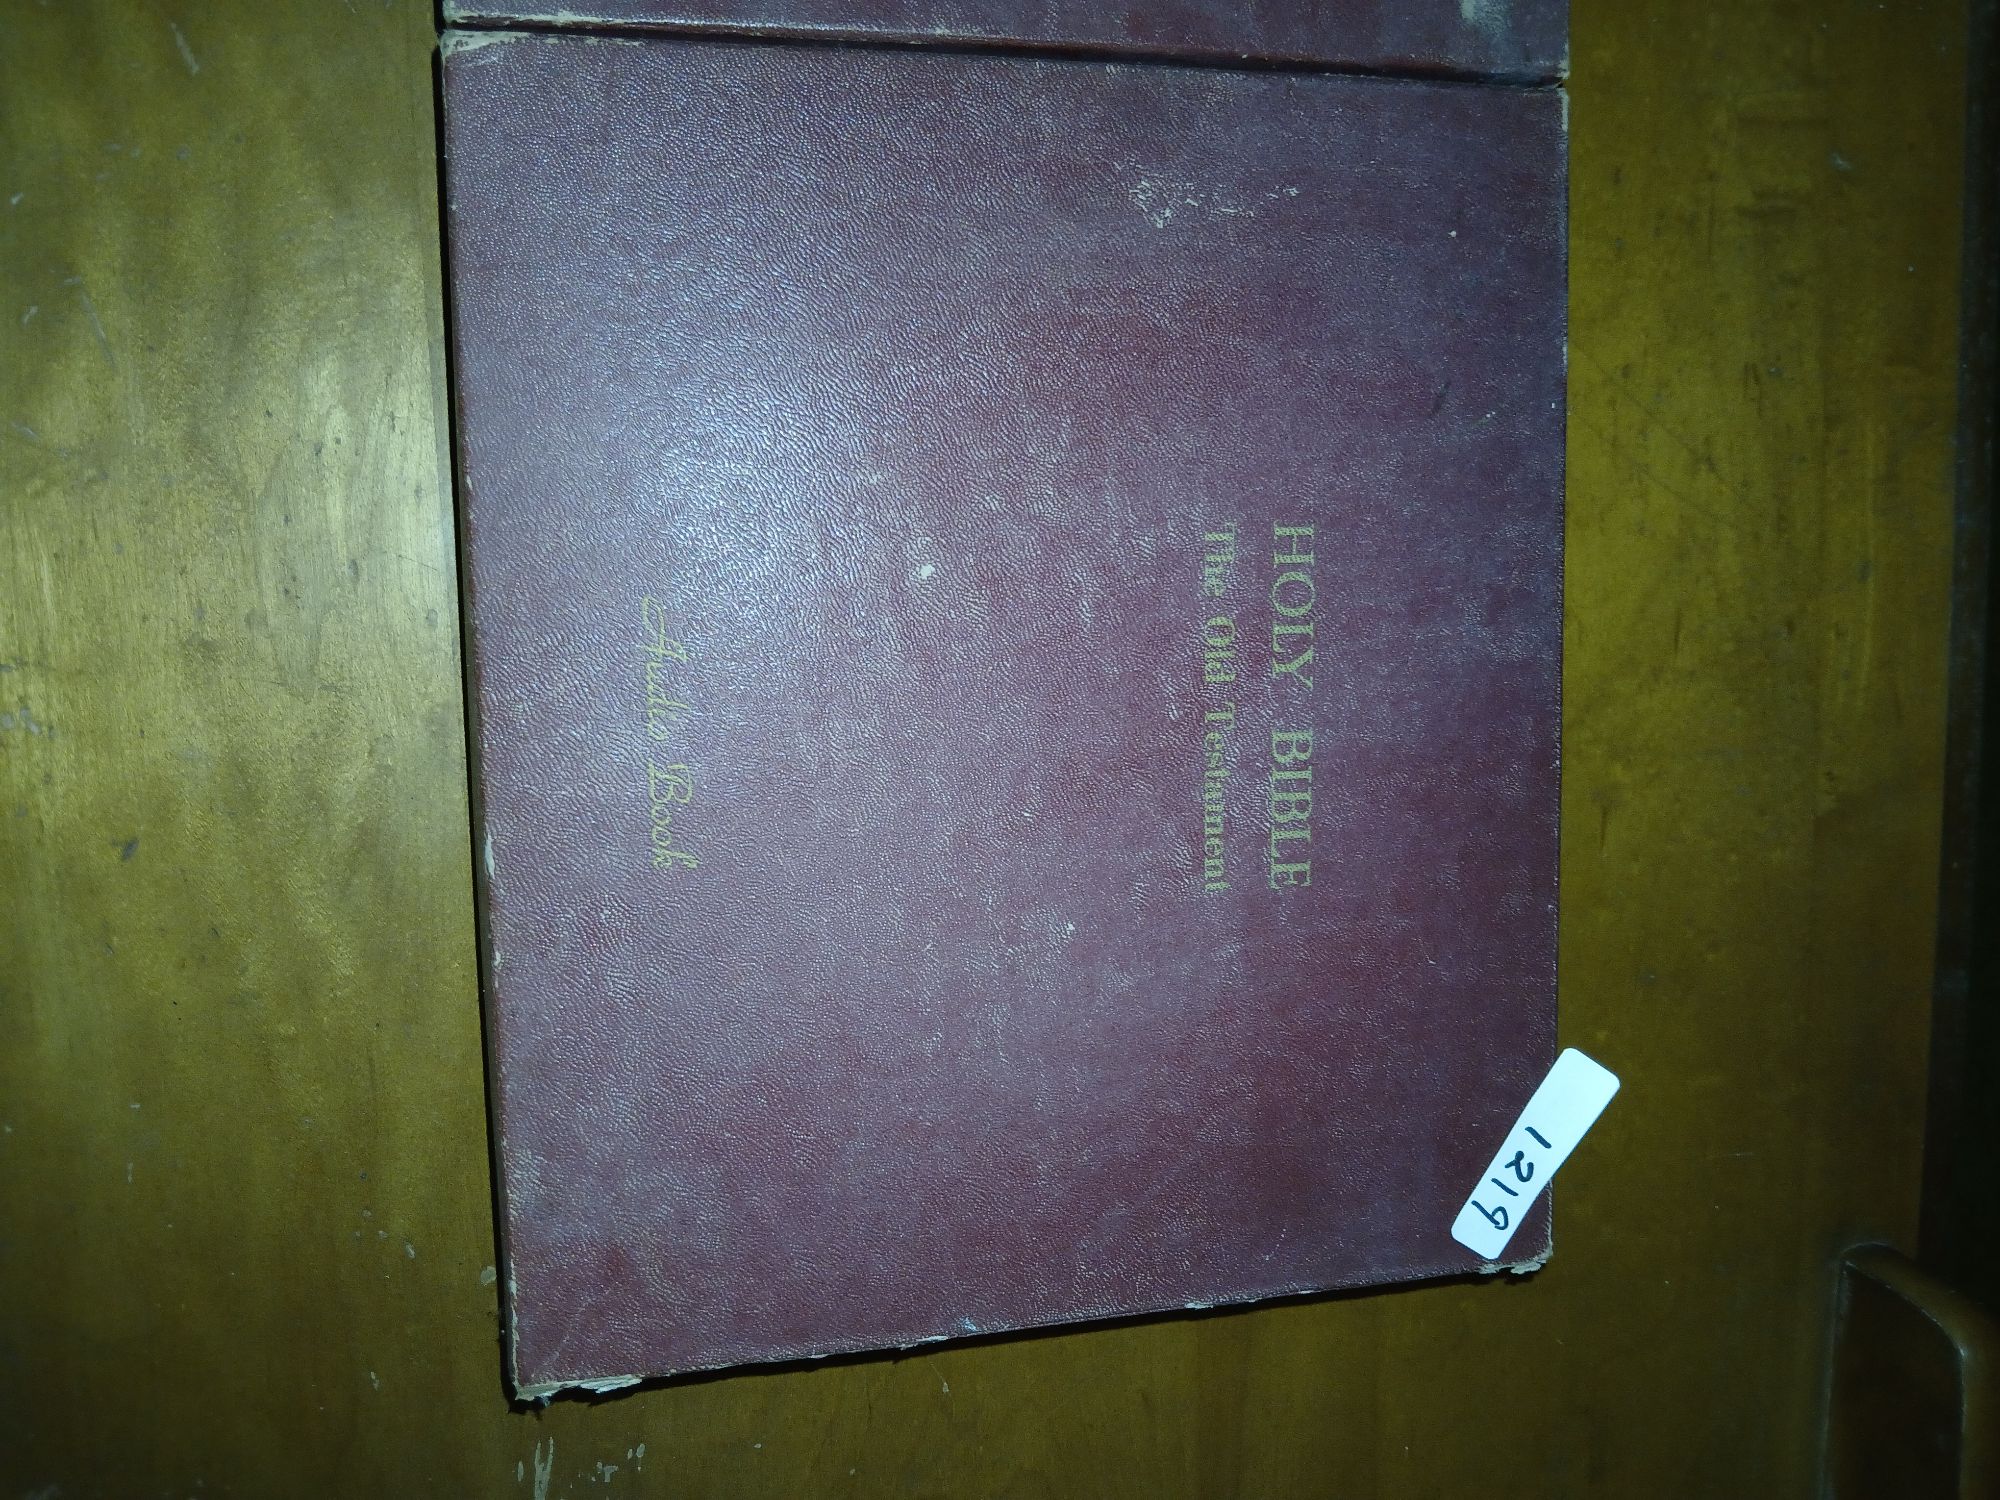 HOLY BIBLE
The Old Testament
Audio Book
1219